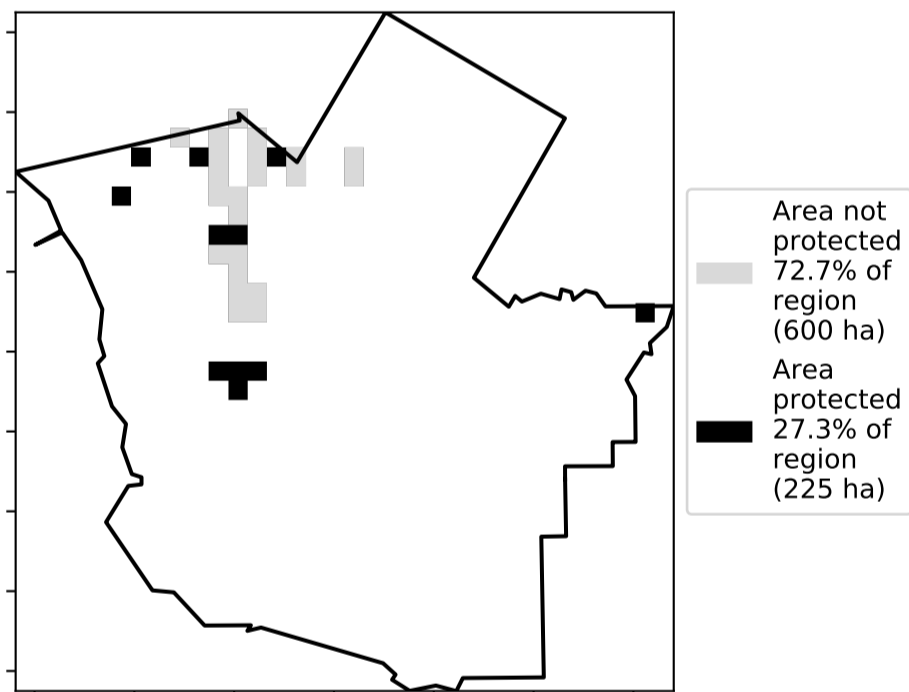 Area not
protected
72.7% of
region
(600 ha)
Area
protected
27.3% of
region
(225 ha)